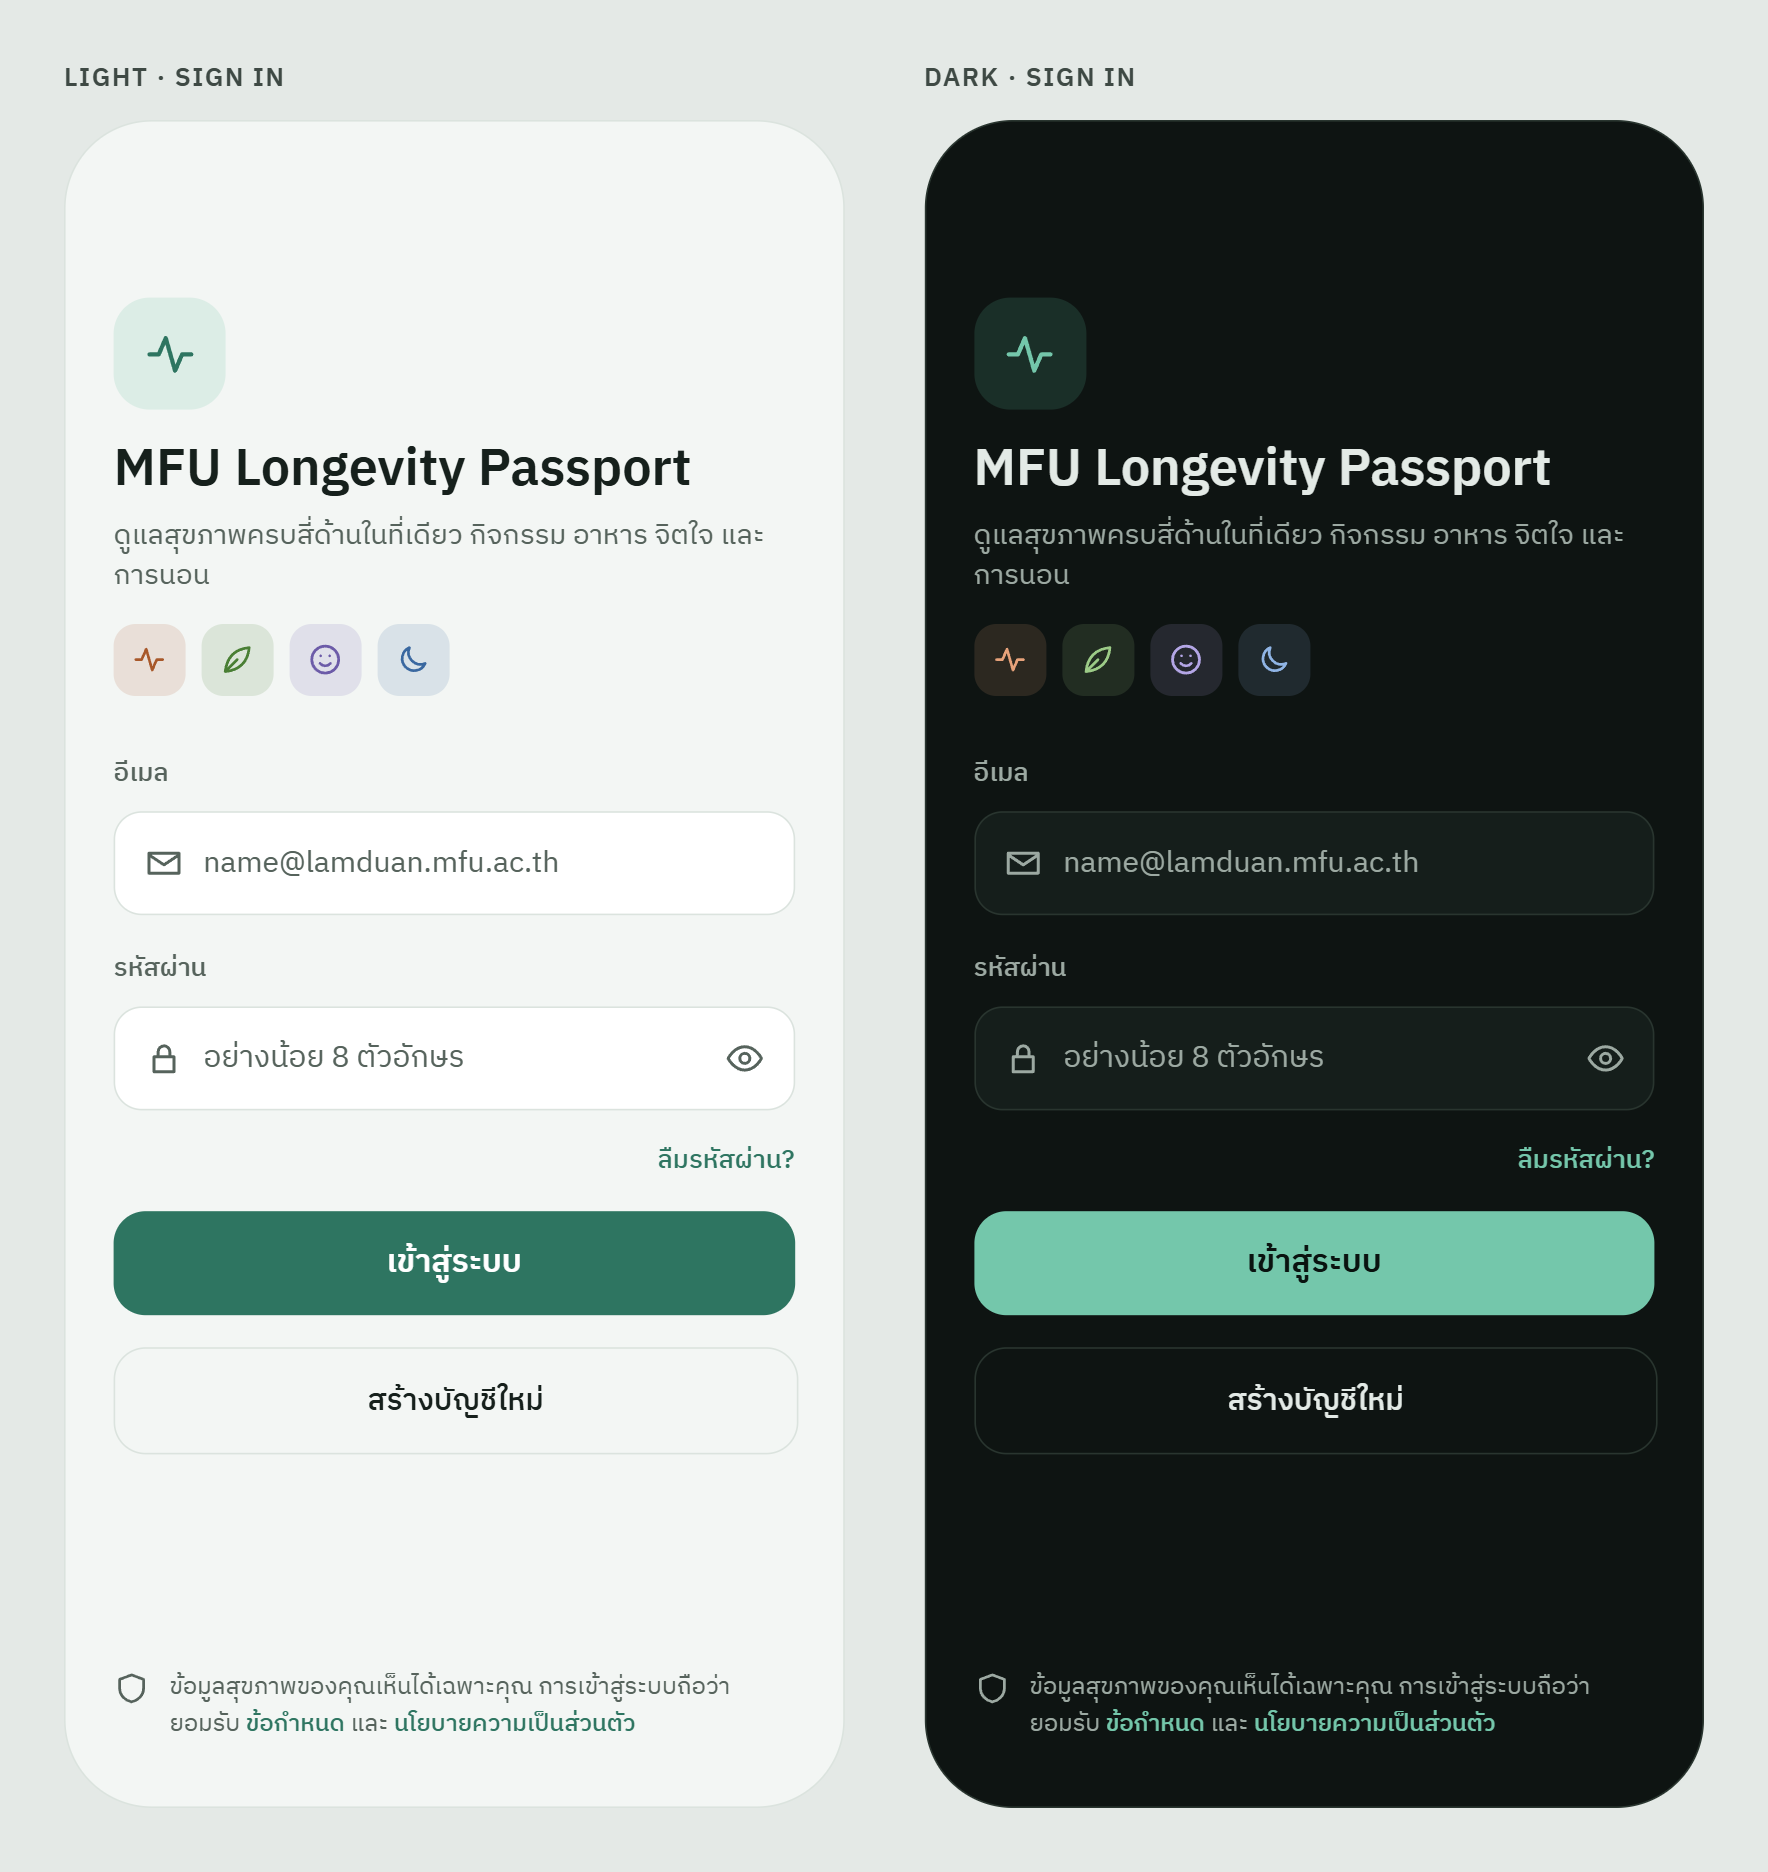 LIGHT · SIGN IN
MFU Longevity Passport
ดูแลสุขภาพครบสี่ด้านในที่เดียว กิจกรรม อาหาร จิตใจ และ
การนอน
อีเมล
name@lamduan.mfu.ac.th
รหัสผ่าน
อย่างน้อย 8 ตัวอักษร
ลืมรหัสผ่าน?
เข้าสู่ระบบ
สร้างบัญชีใหม่
ข้อมูลสุขภาพของคุณเห็นได้เฉพาะคุณ การเข้าสู่ระบบถือว่า
ยอมรับ ข้อกำหนด และ นโยบายความเป็นส่วนตัว
DARK · SIGN IN
MFU Longevity Passport
ดูแลสุขภาพครบสี่ด้านในที่เดียว กิจกรรม อาหาร จิตใจ และ
การนอน
อีเมล
name@lamduan.mfu.ac.th
รหัสผ่าน
อย่างน้อย 8 ตัวอักษร
ลืมรหัสผ่าน?
เข้าสู่ระบบ
สร้างบัญชีใหม่
ข้อมูลสุขภาพของคุณเห็นได้เฉพาะคุณ การเข้าสู่ระบบถือว่า
ยอมรับ ข้อกำหนด และ นโยบายความเป็นส่วนตัว